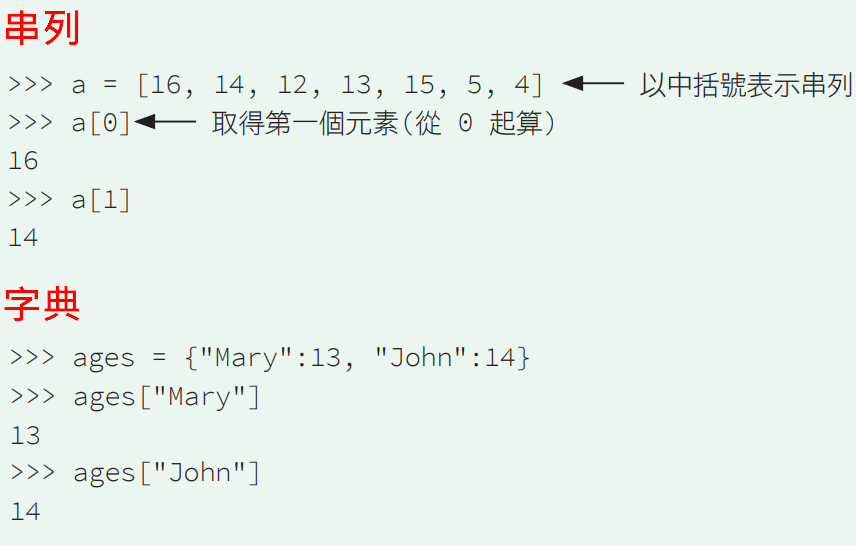 串列
>>> a = [16, 14, 12, 13, 15, 5, 4] 以中括號表示串列
>>> a[0] 取得第一個元素(從 0 起算)
16
>>> a[1]
14
字典
>>> ages = {"Mary":13, "John":14}
>>> ages["Mary"]
13
>>> ages["John"]
14